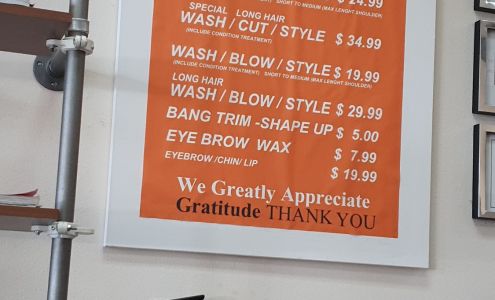 $ 24.99
SHORT TO MEDIUM (MAX LENGHT SHOULDER)
SPECIAL LONG HAIR
WASH / CUT / STYLE $ 34.99
(INCLUDE CONDITION TREATMENT)
WASH / BLOW / STYLE $ 19.99
(INCLUDE CONDITION TREATMENT) SHORT TO MEDIUM (MAX LENGHT SHOULDER)
LONG HAIR
WASH / BLOW / STYLE $ 29.99
BANG TRIM -SHAPE UP $ 5.00
EYE BROW WAX $ 7.99
EYEBROW /CHIN/ LIP $ 19.99
We Greatly Appreciate
Gratitude THANK YOU